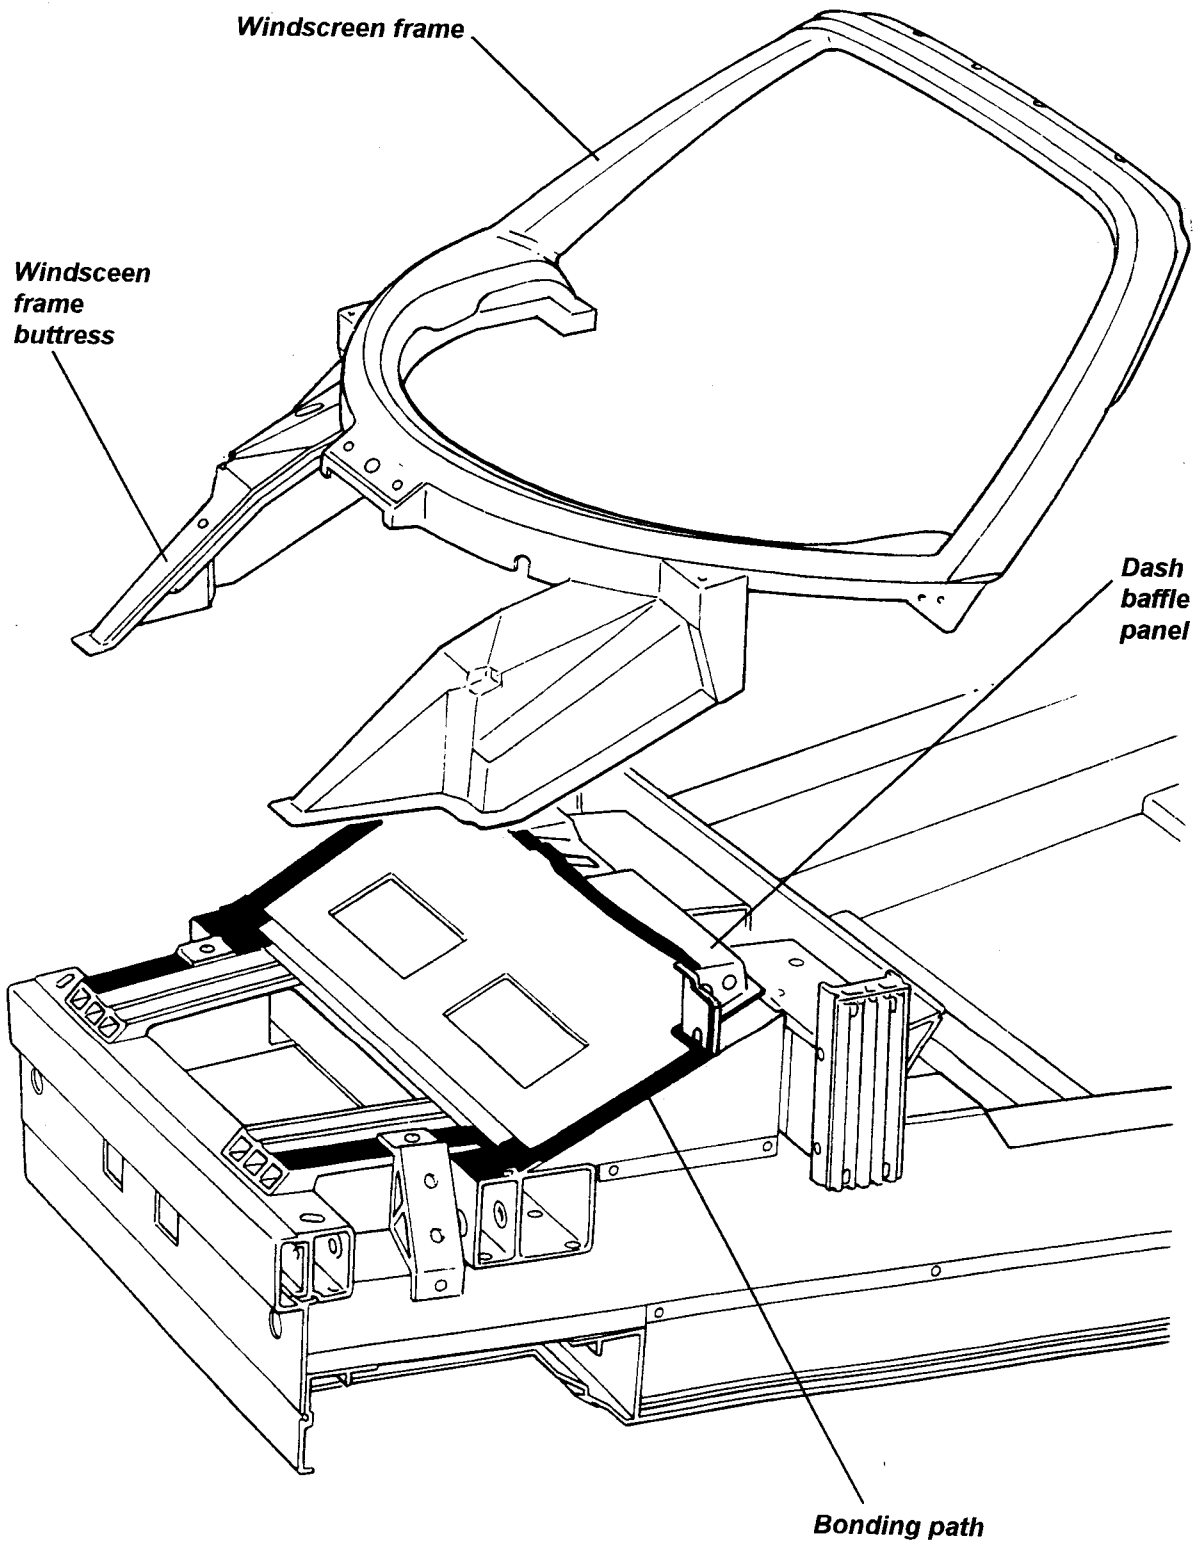 Windscreen frame
Windsceen
frame
buttress
Dash
baffle
panel
Bonding path